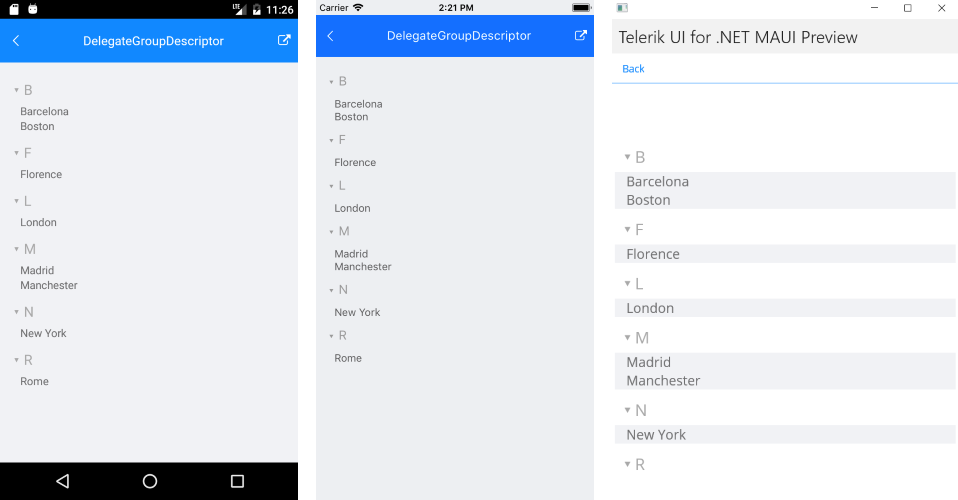 LTE 11:26
DelegateGroupDescriptor
B
Barcelona
Boston
F
Florence
L
London
M
Madrid
Manchester
N
New York
R
Rome
Carrier 2:21 PM
DelegateGroupDescriptor
B
Barcelona
Boston
F
Florence
L
London
M
Madrid
Manchester
N
New York
R
Rome
Telerik UI for .NET MAUI Preview
Back
B
Barcelona
Boston
F
Florence
L
London
M
Madrid
Manchester
N
New York
R